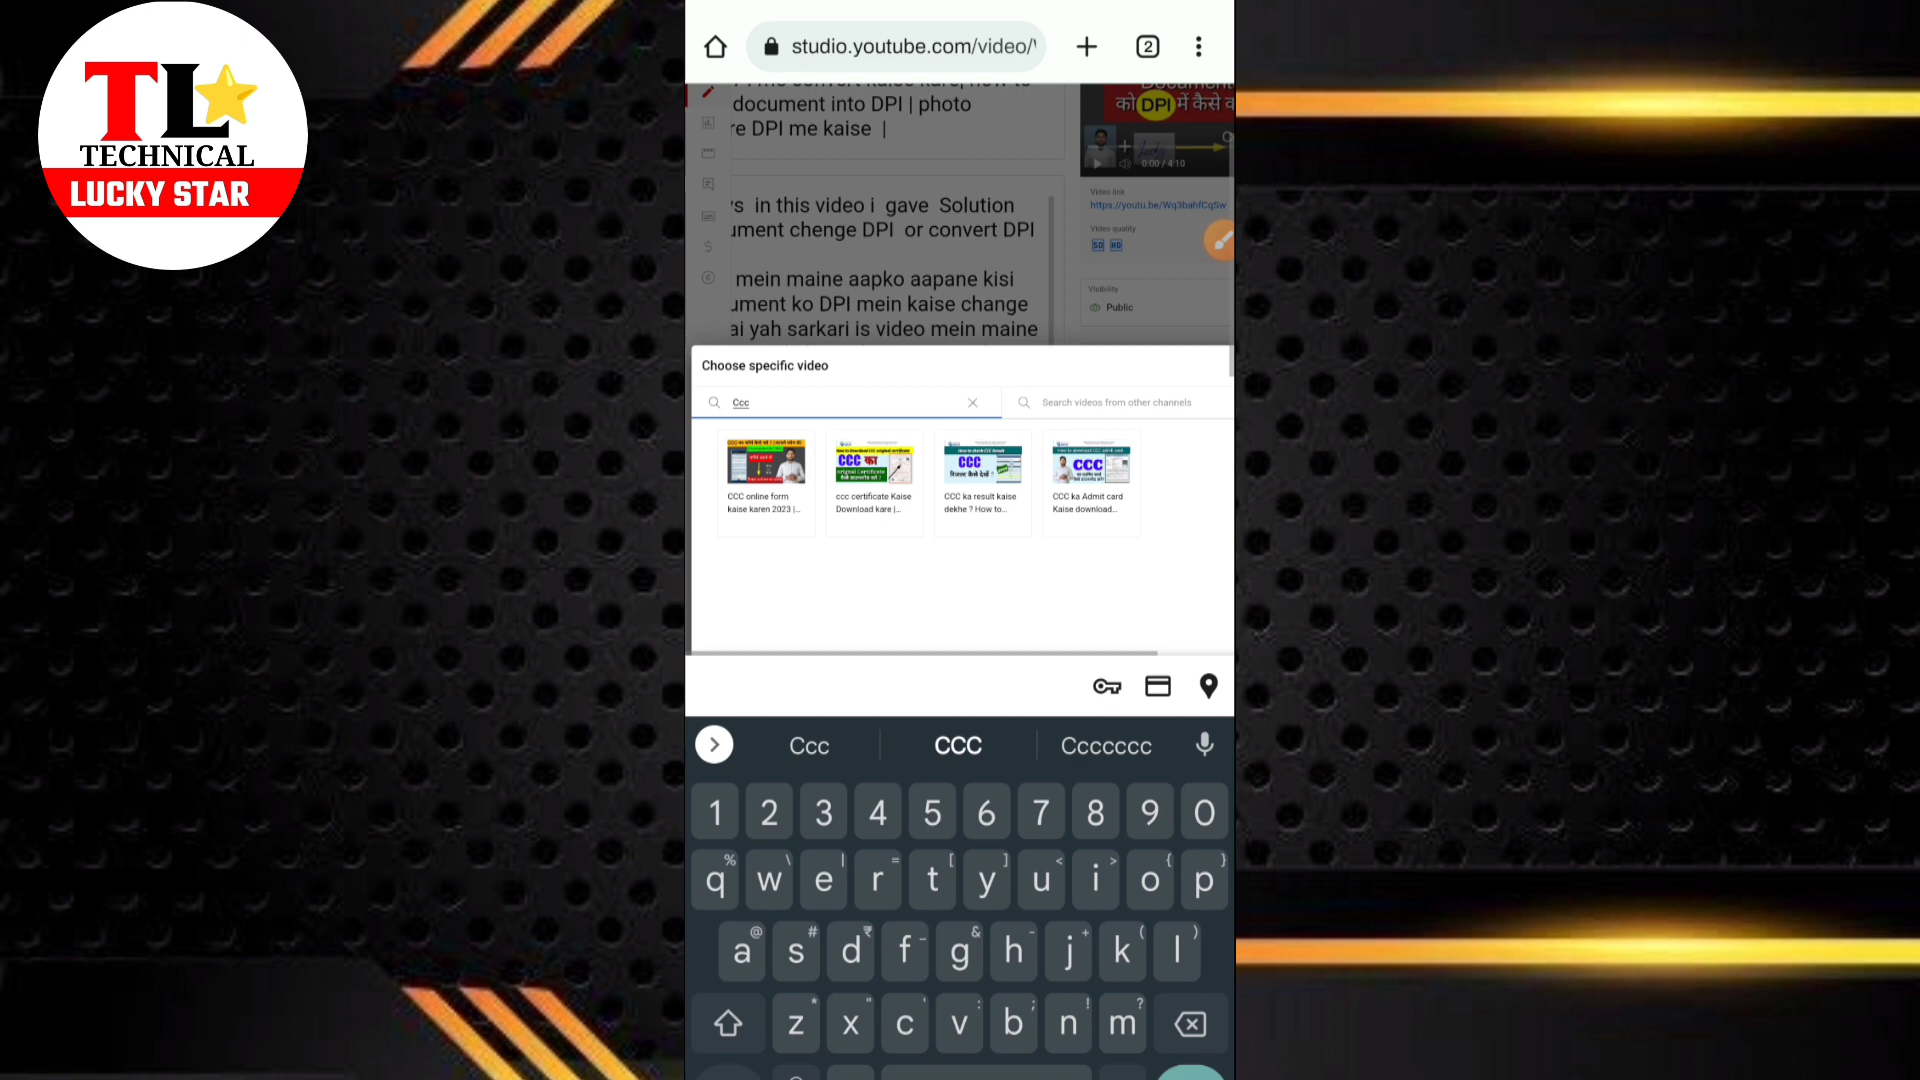 TL
TECHNICAL
LUCKY STAR
studio.youtube.com/video/
2
document into DPI | photo
re DPI me kaise |
in this video i gave Solution
ument chenge DPI or convert DPI
mein maine aapko aapane kisi
ument ko DPI mein kaise change
ai yah sarkari is video mein maine
को DPI में कैसे
0:00 / 4:10
Video link
https://youtu.be/Wq3bahfCqSw
Video quality
SD HD
Visibility
Public
Choose specific video
Ccc
Search videos from other channels
CCC का
CCC
CCC
CCC online form
kaise karen 2023 |...
ccc certificate Kaise
Download kare |...
CCC ka result kaise
dekhe ? How to...
CCC ka Admit card
Kaise download...
Ccc CCC Ccccccc
1 2 3 4 5 6 7 8 9 0
% \ | = [ ] < > { }
q w e r t y u i o p
@ # ₹ _ & - + ( )
a s d f g h j k l
* " ' : ; ! ?
z x c v b n m